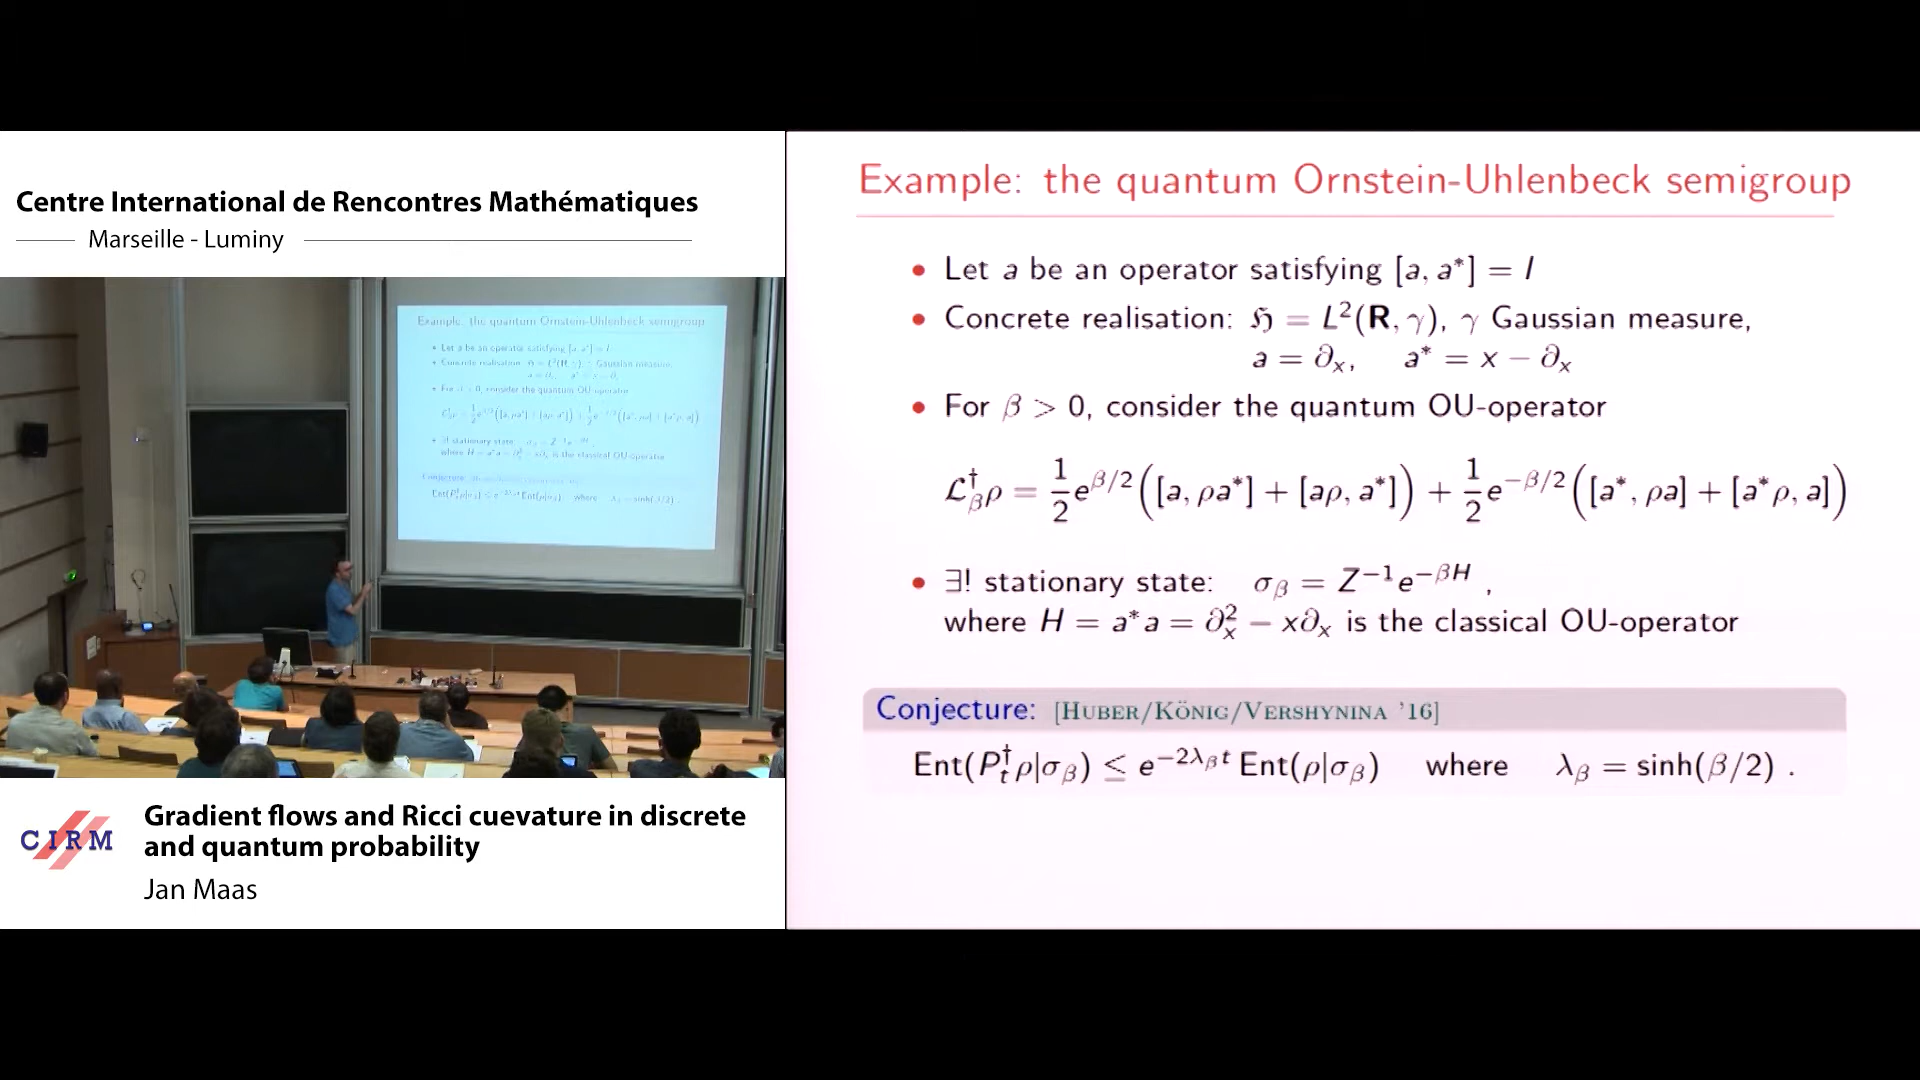 Centre International de Rencontres Mathématiques
Marseille - Luminy
Example: the quantum Ornstein-Uhlenbeck semigroup
• Let a be an operator satisfying [a, a*] = I
• Concrete realisation: ℌ = L²(R, γ), γ Gaussian measure,
a = ∂ₓ, a* = x − ∂ₓ
• For β > 0, consider the quantum OU-operator
ℒ†_β ρ = 1/2 e^{β/2}([a, ρa*] + [aρ, a*]) + 1/2 e^{−β/2}([a*, ρa] + [a*ρ, a])
• ∃! stationary state: σ_β = Z⁻¹e^{−βH} ,
where H = a*a = ∂²ₓ − x∂ₓ is the classical OU-operator
Conjecture: [Huber/König/Vershynina '16]
Ent(P†_t ρ|σ_β) ≤ e^{−2λ_β t} Ent(ρ|σ_β) where λ_β = sinh(β/2) .
CIRM
Gradient flows and Ricci cuevature in discrete
and quantum probability
Jan Maas